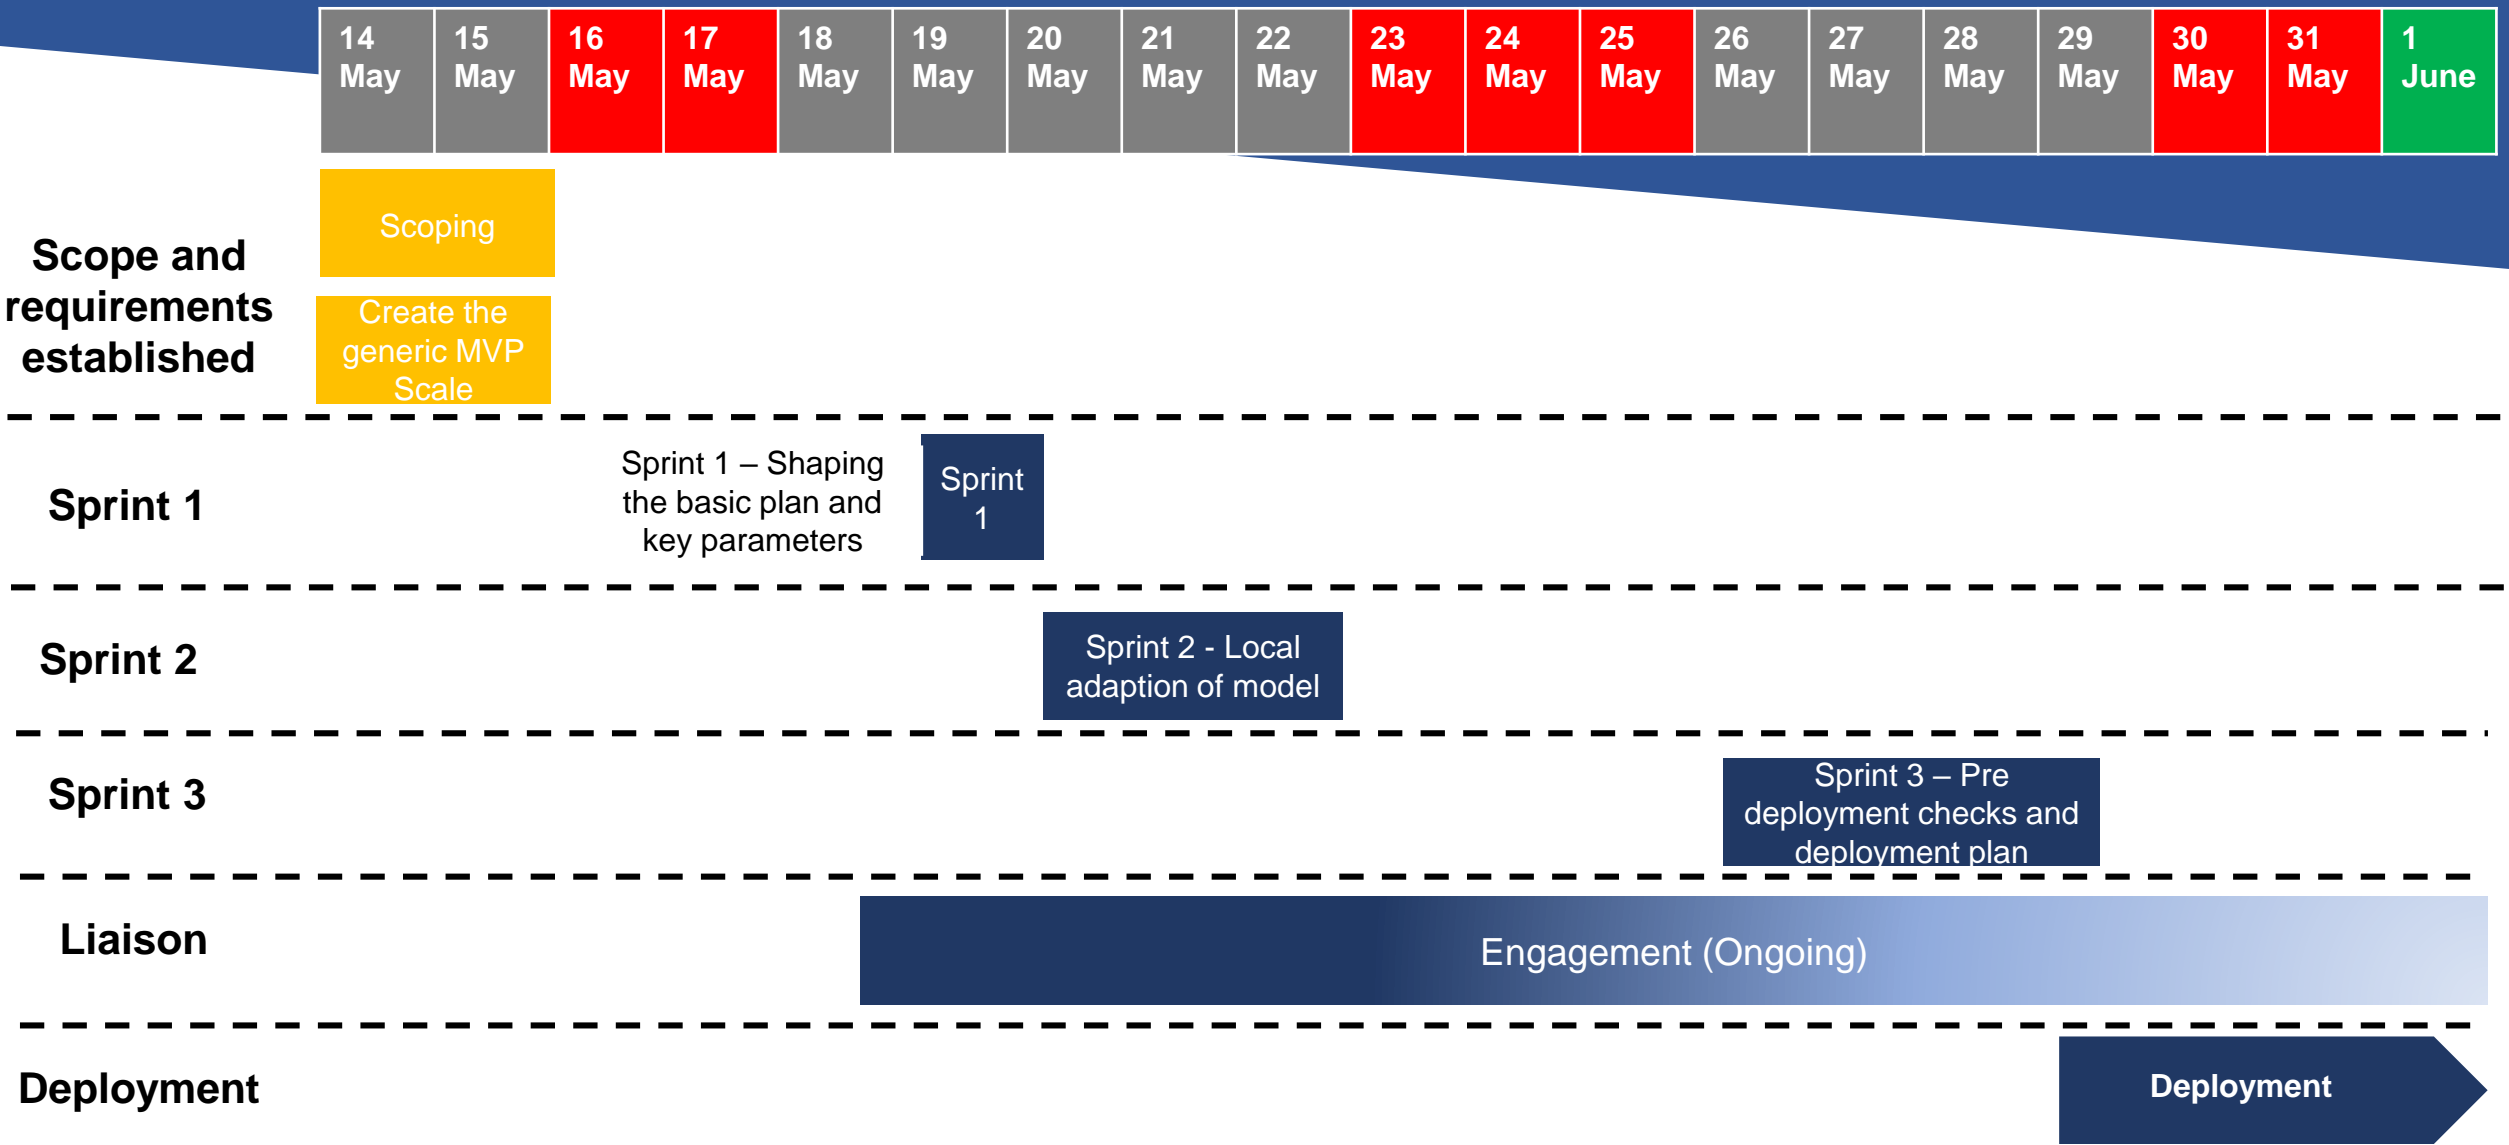 14 May
15 May
16 May
17 May
18 May
19 May
20 May
21 May
22 May
23 May
24 May
25 May
26 May
27 May
28 May
29 May
30 May
31 May
1 June
Scope and
requirements
established
Scoping
Create the
generic MVP
Scale
Sprint 1
Sprint 1 – Shaping
the basic plan and
key parameters
Sprint
1
Sprint 2
Sprint 2 - Local
adaption of model
Sprint 3
Sprint 3 – Pre
deployment checks and
deployment plan
Liaison
Engagement (Ongoing)
Deployment
Deployment